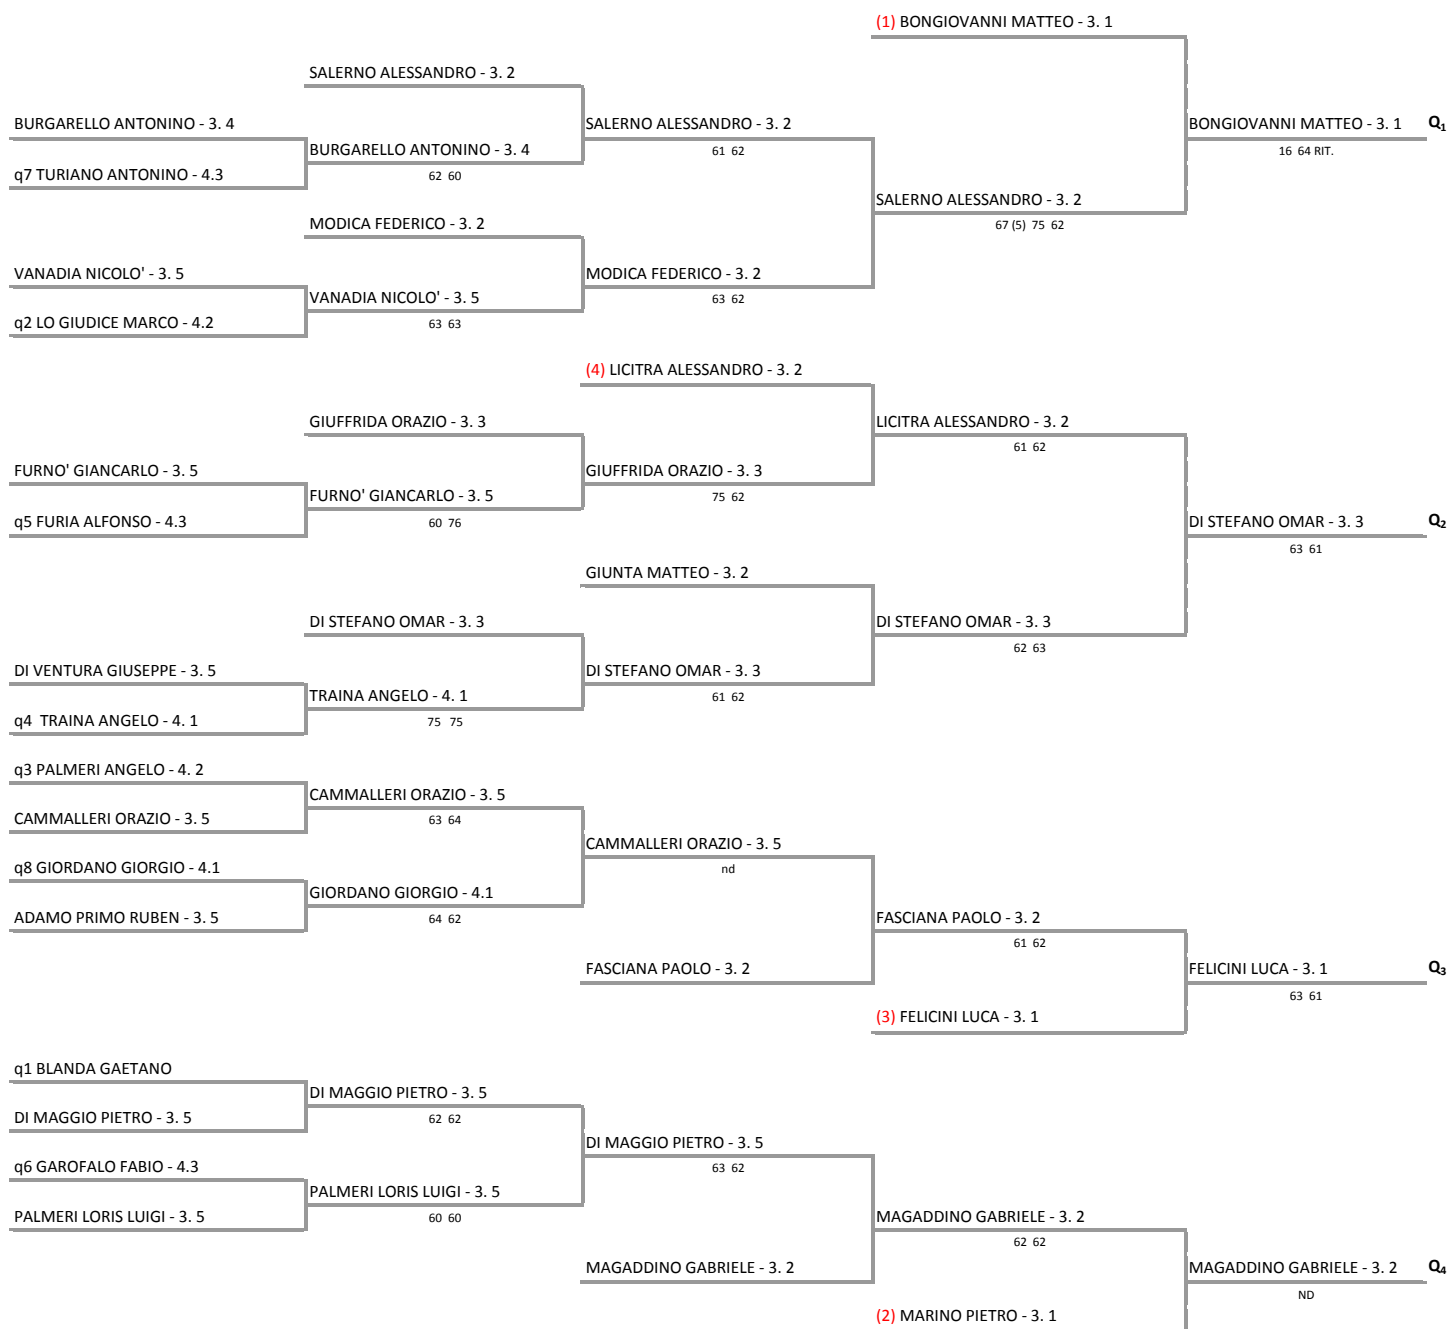 (1) BONGIOVANNI MATTEO - 3. 1
SALERNO ALESSANDRO - 3. 2
BURGARELLO ANTONINO - 3. 4
SALERNO ALESSANDRO - 3. 2
BONGIOVANNI MATTEO - 3. 1
Q1
BURGARELLO ANTONINO - 3. 4
61 62
16 64 RIT.
q7 TURIANO ANTONINO - 4.3
62 60
SALERNO ALESSANDRO - 3. 2
MODICA FEDERICO - 3. 2
67 (5) 75 62
VANADIA NICOLO' - 3. 5
MODICA FEDERICO - 3. 2
VANADIA NICOLO' - 3. 5
63 62
q2 LO GIUDICE MARCO - 4.2
63 63
(4) LICITRA ALESSANDRO - 3. 2
GIUFFRIDA ORAZIO - 3. 3
LICITRA ALESSANDRO - 3. 2
61 62
FURNO' GIANCARLO - 3. 5
GIUFFRIDA ORAZIO - 3. 3
FURNO' GIANCARLO - 3. 5
75 62
q5 FURIA ALFONSO - 4.3
60 76
DI STEFANO OMAR - 3. 3
Q2
63 61
GIUNTA MATTEO - 3. 2
DI STEFANO OMAR - 3. 3
DI STEFANO OMAR - 3. 3
62 63
DI VENTURA GIUSEPPE - 3. 5
DI STEFANO OMAR - 3. 3
TRAINA ANGELO - 4. 1
61 62
q4 TRAINA ANGELO - 4. 1
75 75
q3 PALMERI ANGELO - 4. 2
CAMMALLERI ORAZIO - 3. 5
CAMMALLERI ORAZIO - 3. 5
63 64
CAMMALLERI ORAZIO - 3. 5
q8 GIORDANO GIORGIO - 4.1
nd
GIORDANO GIORGIO - 4.1
ADAMO PRIMO RUBEN - 3. 5
64 62
FASCIANA PAOLO - 3. 2
61 62
FASCIANA PAOLO - 3. 2
FELICINI LUCA - 3. 1
Q3
63 61
(3) FELICINI LUCA - 3. 1
q1 BLANDA GAETANO
DI MAGGIO PIETRO - 3. 5
DI MAGGIO PIETRO - 3. 5
62 62
DI MAGGIO PIETRO - 3. 5
q6 GAROFALO FABIO - 4.3
63 62
PALMERI LORIS LUIGI - 3. 5
PALMERI LORIS LUIGI - 3. 5
60 60
MAGADDINO GABRIELE - 3. 2
62 62
MAGADDINO GABRIELE - 3. 2
MAGADDINO GABRIELE - 3. 2
Q4
ND
(2) MARINO PIETRO - 3. 1